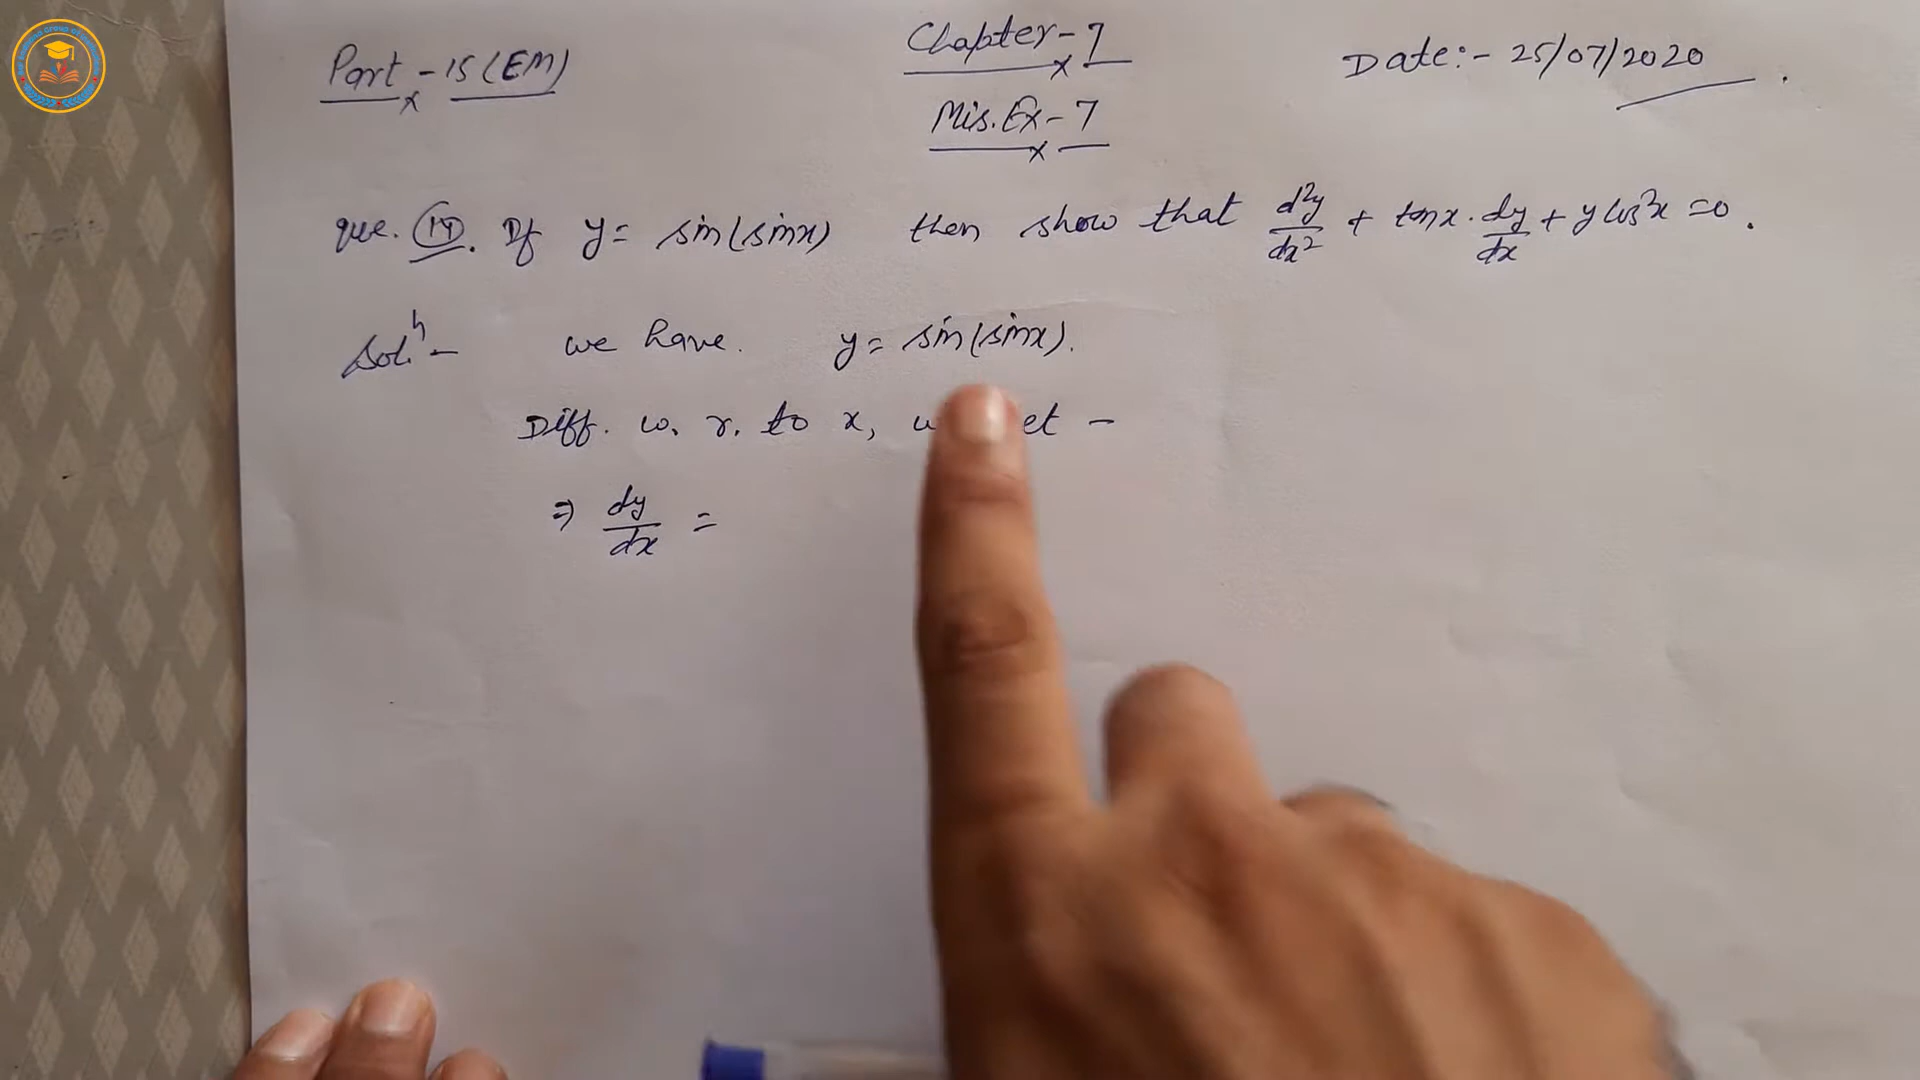 Part - 15 (EM)
Chapter - 7
Mis. Ex - 7
Date:- 25/07/2020.
que. If y = sin(sinx) then show that d²y/dx² + tanx. dy/dx + y cos²x = 0.
Solⁿ- we have. y = sin(sinx).
Diff. w. r. to x, -
⇒ dy/dx =